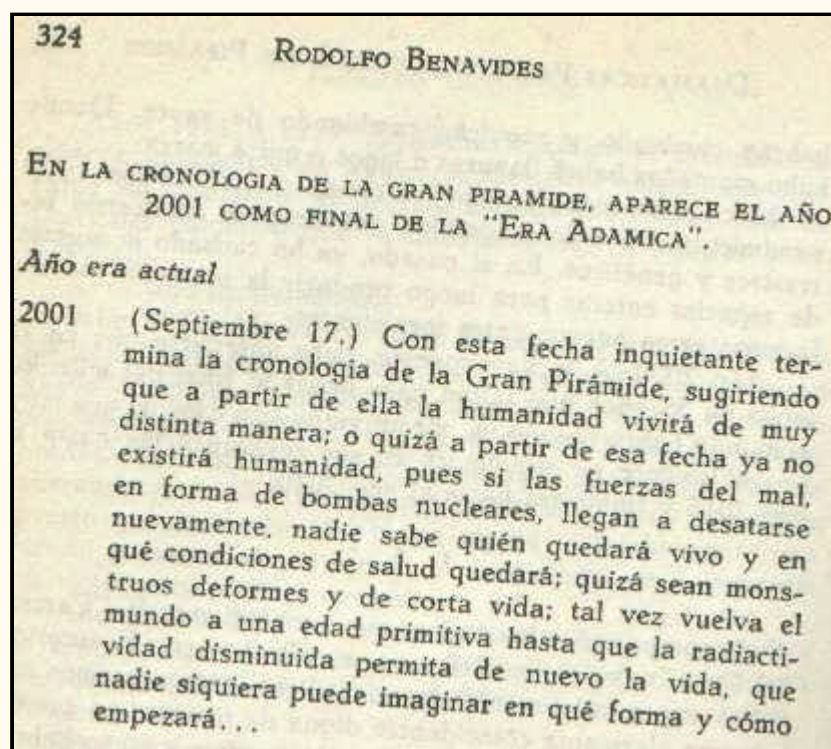 324
RODOLFO BENAVIDES
EN LA CRONOLOGIA DE LA GRAN PIRAMIDE, APARECE EL AÑO
2001 COMO FINAL DE LA "ERA ADAMICA".
Año era actual
2001 (Septiembre 17.) Con esta fecha inquietante ter-
mina la cronología de la Gran Pirámide, sugiriendo
que a partir de ella la humanidad vivirá de muy
distinta manera; o quizá a partir de esa fecha ya no
existirá humanidad, pues si las fuerzas del mal,
en forma de bombas nucleares, llegan a desatarse
nuevamente, nadie sabe quién quedará vivo y en
qué condiciones de salud quedará; quizá sean mons-
truos deformes y de corta vida; tal vez vuelva el
mundo a una edad primitiva hasta que la radiacti-
vidad disminuida permita de nuevo la vida, que
nadie siquiera puede imaginar en qué forma y cómo
empezará...